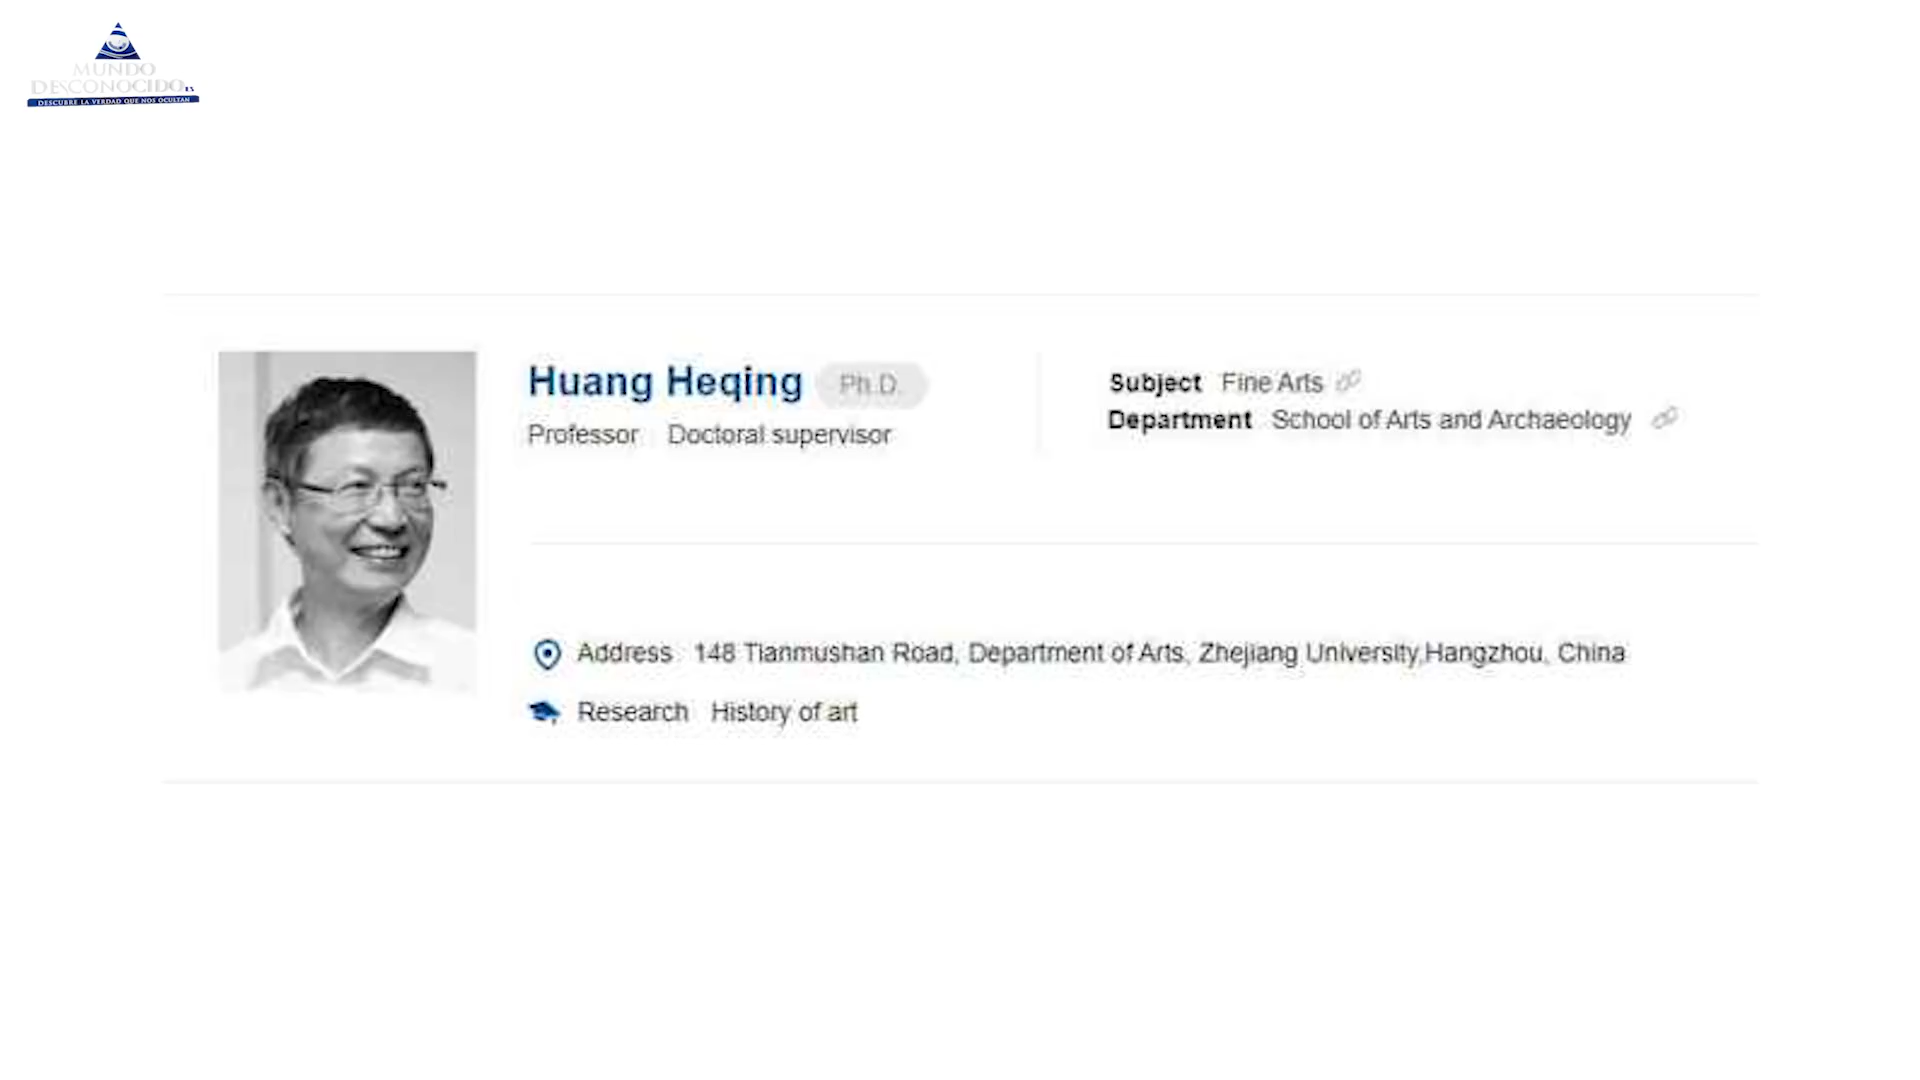 MUNDO
DESCONOCIDO.ES
DESCUBRE LA VERDAD QUE NOS OCULTAN
Huang Heqing Ph.D.
Professor Doctoral supervisor
Subject Fine Arts
Department School of Arts and Archaeology
Address 148 Tianmushan Road, Department of Arts, Zhejiang University,Hangzhou, China
Research History of art